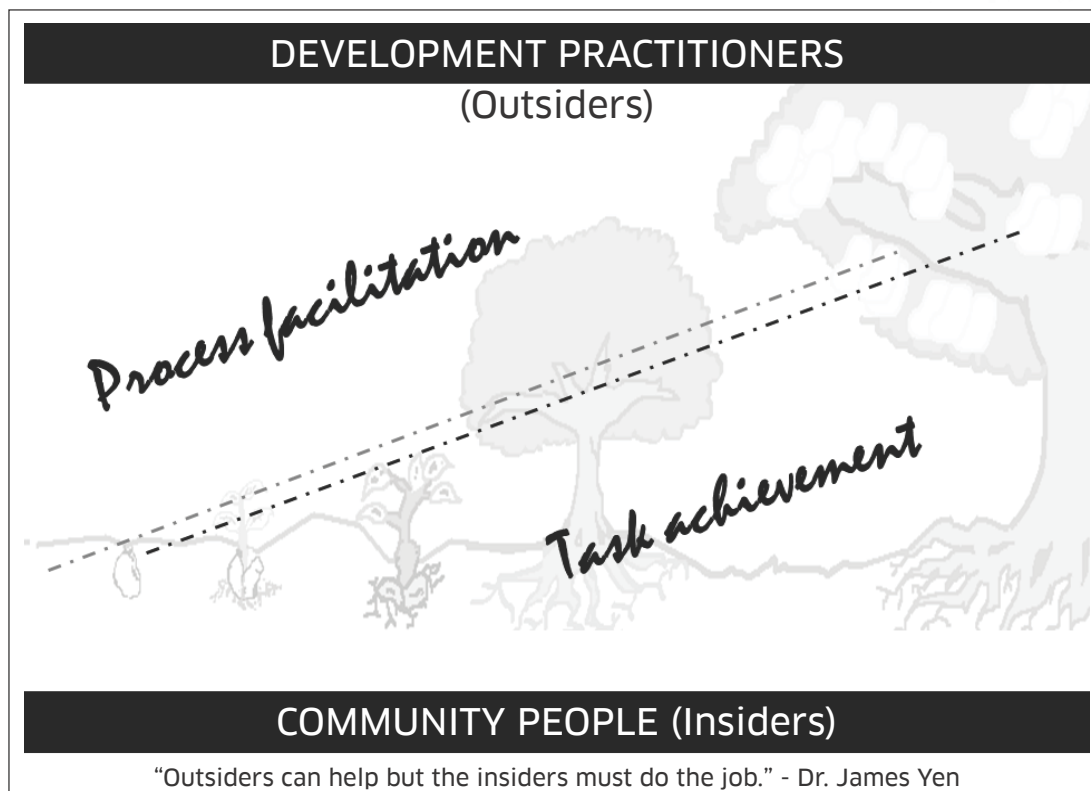 DEVELOPMENT PRACTITIONERS
(Outsiders)
Process facilitation
Task achievement
COMMUNITY PEOPLE (Insiders)
“Outsiders can help but the insiders must do the job.” - Dr. James Yen